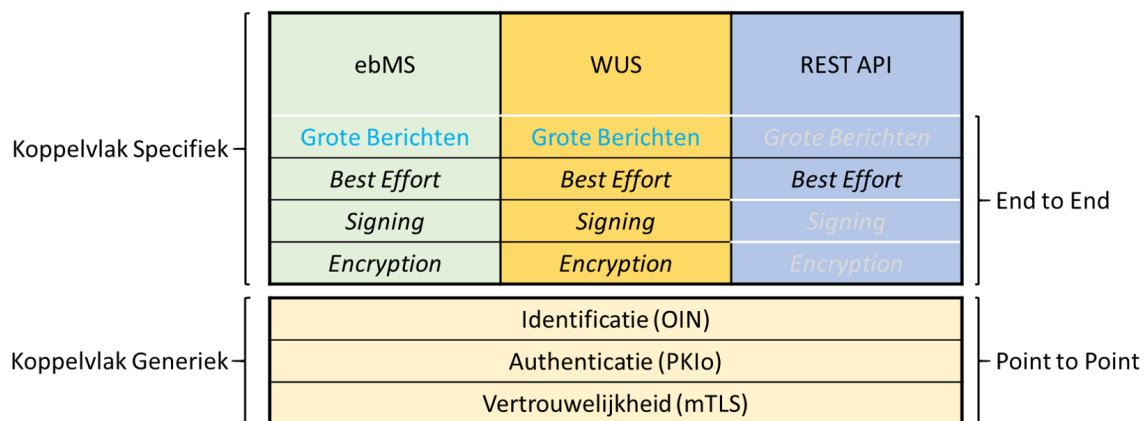 ebMS WUS REST API
Koppelvlak Specifiek
Grote Berichten Grote Berichten Grote Berichten
Best Effort Best Effort Best Effort
Signing Signing Signing
Encryption Encryption Encryption
End to End
Koppelvlak Generiek
Identificatie (OIN)
Authenticatie (PKIo)
Vertrouwelijkheid (mTLS)
Point to Point